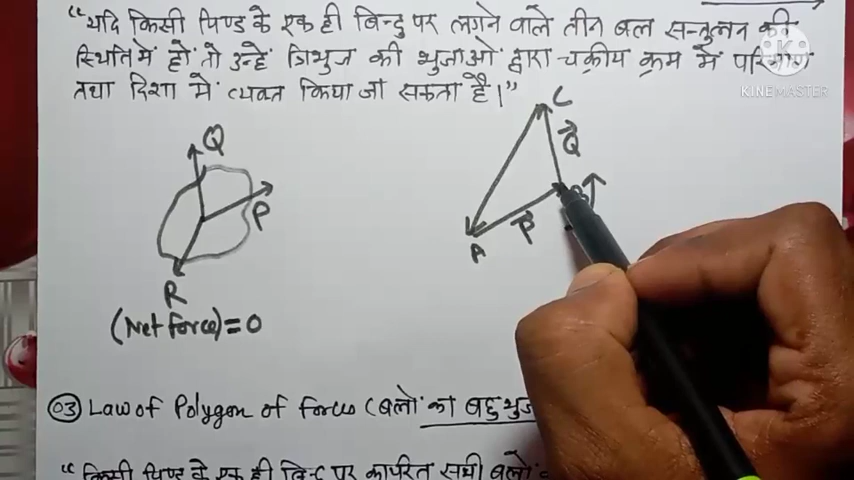 “यदि किसी पिण्ड के एक ही बिन्दु पर लगने वाले तीन बल सन्तुलन की
स्थिति में हों तो उन्हें त्रिभुज की भुजाओं द्वारा चक्रीय क्रम में परिमाण
तथा दिशा में व्यक्त किया जा सकता है।”
KINEMASTER
Q
P
R
(Net force) = 0
C
Q
P
A
03 Law of Polygon of force (बलों का बहुभुज
“किसी पिण्ड के एक ही बिन्दु पर कार्यरत सभी बलों